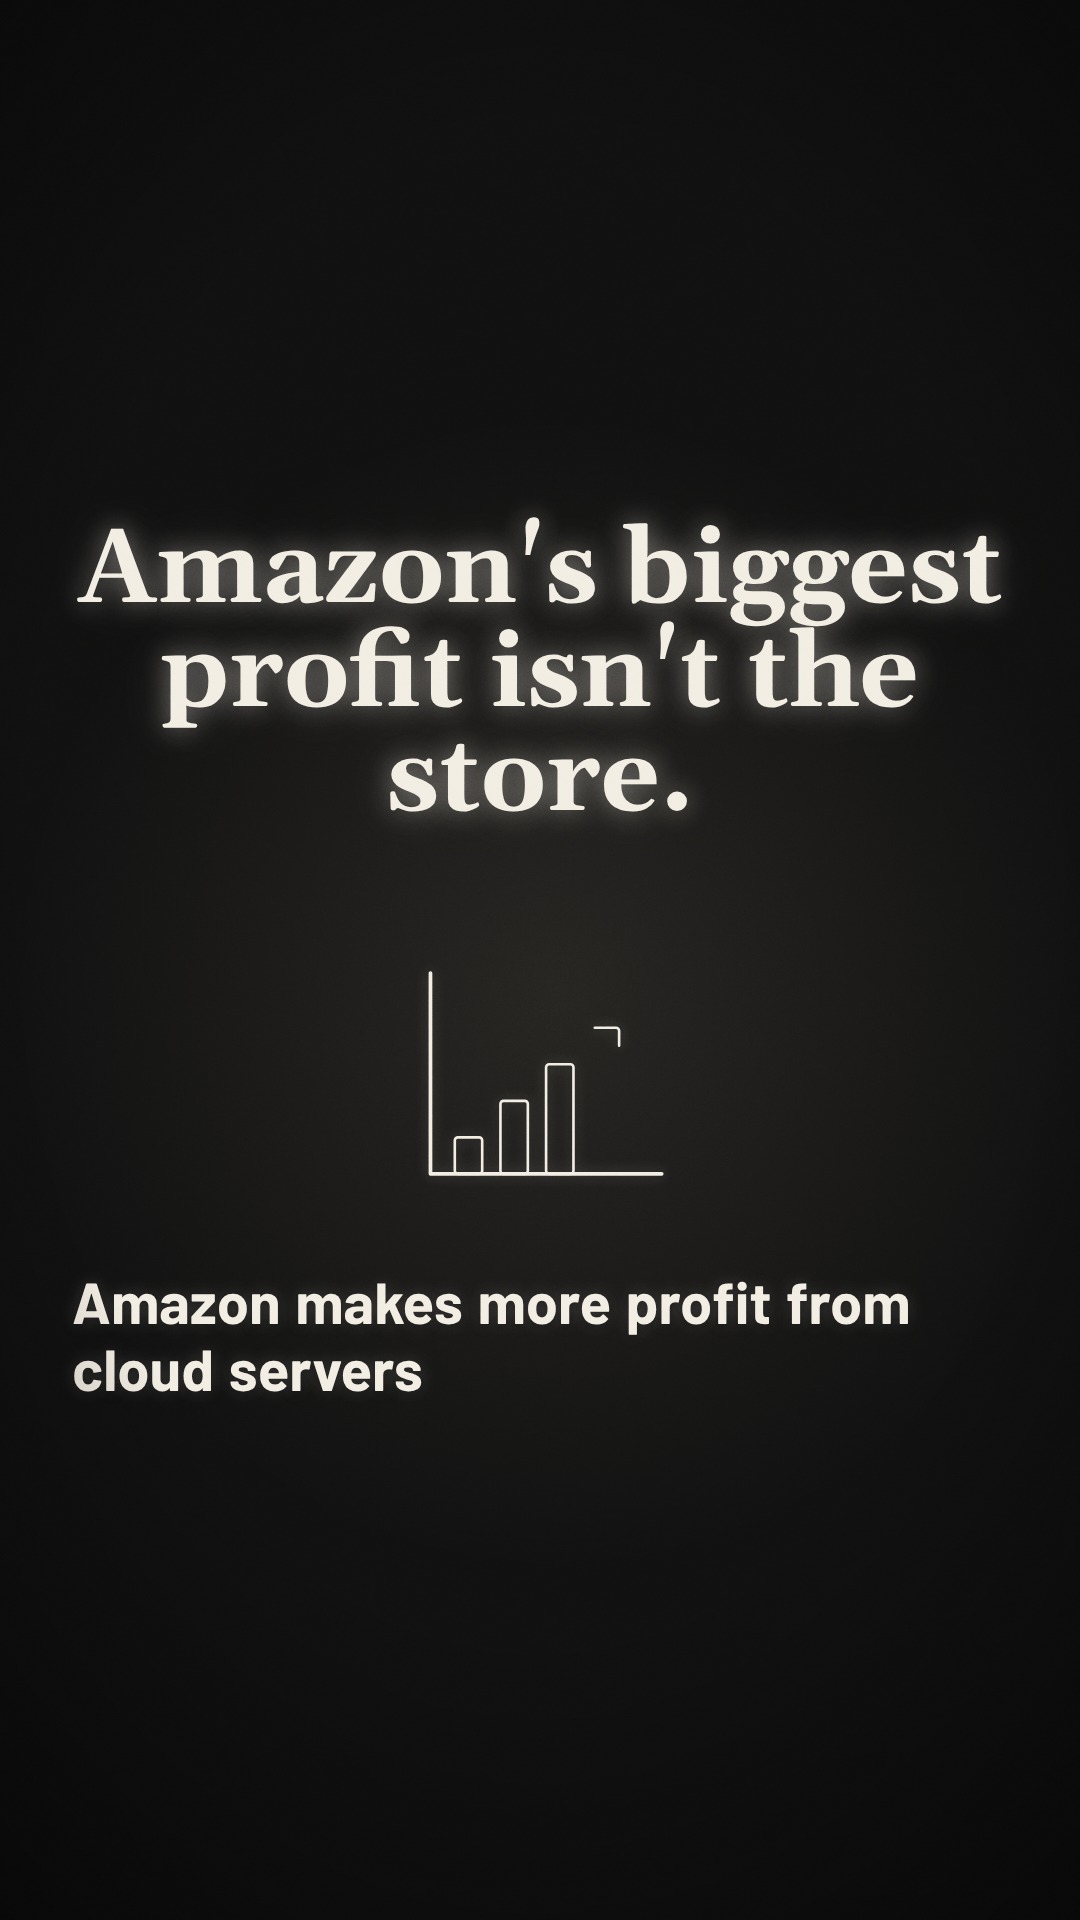 Amazon's biggest
profit isn't the
store.
Amazon makes more profit from
cloud servers